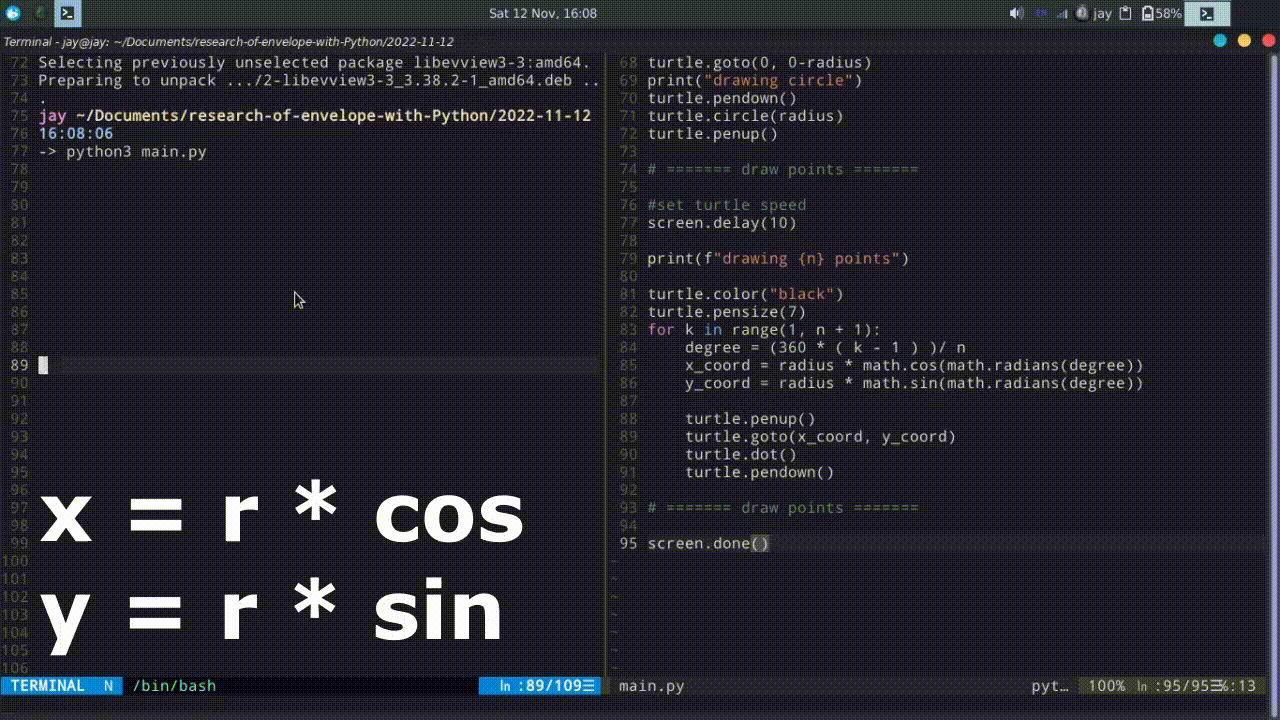 Sat 12 Nov, 16:08
jay
58%
Terminal - jay@jay: ~/Documents/research-of-envelope-with-Python/2022-11-12
72 Selecting previously unselected package libevview3-3:amd64.
73 Preparing to unpack .../2-libevview3-3_3.38.2-1_amd64.deb ..
74 .
75 jay ~/Documents/research-of-envelope-with-Python/2022-11-12
76 16:08:06
77 -> python3 main.py
78
79
80
81
82
83
84
85
86
87
88
89
90
91
92
93
94
95
96
97
98
99
100
101
102
103
104
105
106
x = r * cos
y = r * sin
TERMINAL N /bin/bash ln :89/109☰
68 turtle.goto(0, 0-radius)
69 print("drawing circle")
70 turtle.pendown()
71 turtle.circle(radius)
72 turtle.penup()
73
74 # ======= draw points =======
75
76 #set turtle speed
77 screen.delay(10)
78
79 print(f"drawing {n} points")
80
81 turtle.color("black")
82 turtle.pensize(7)
83 for k in range(1, n + 1):
84     degree = (360 * ( k - 1 ) )/ n
85     x_coord = radius * math.cos(math.radians(degree))
86     y_coord = radius * math.sin(math.radians(degree))
87
88     turtle.penup()
89     turtle.goto(x_coord, y_coord)
90     turtle.dot()
91     turtle.pendown()
92
93 # ======= draw points =======
94
95 screen.done()
~
~
~
~
~
~
~
main.py pyt… 100% ln :95/95☰℅:13